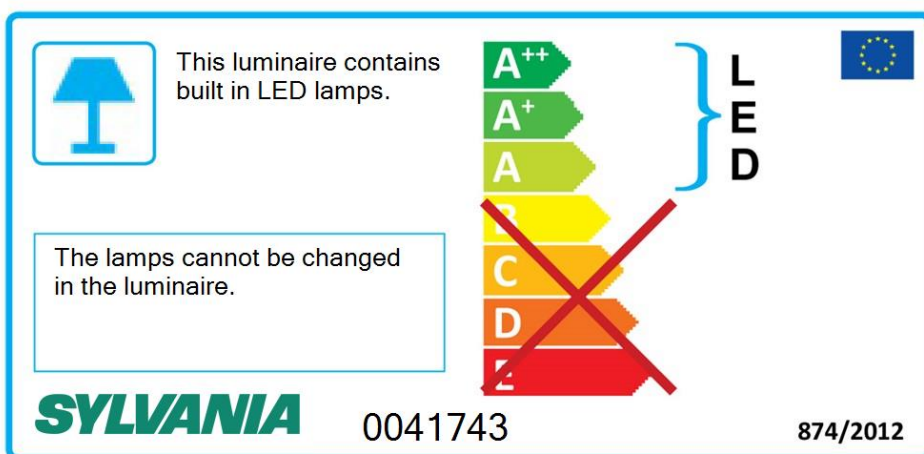 This luminaire contains
built in LED lamps.
A++
A+
A
B
C
D
E
L
E
D
The lamps cannot be changed
in the luminaire.
SYLVANIA
0041743
874/2012